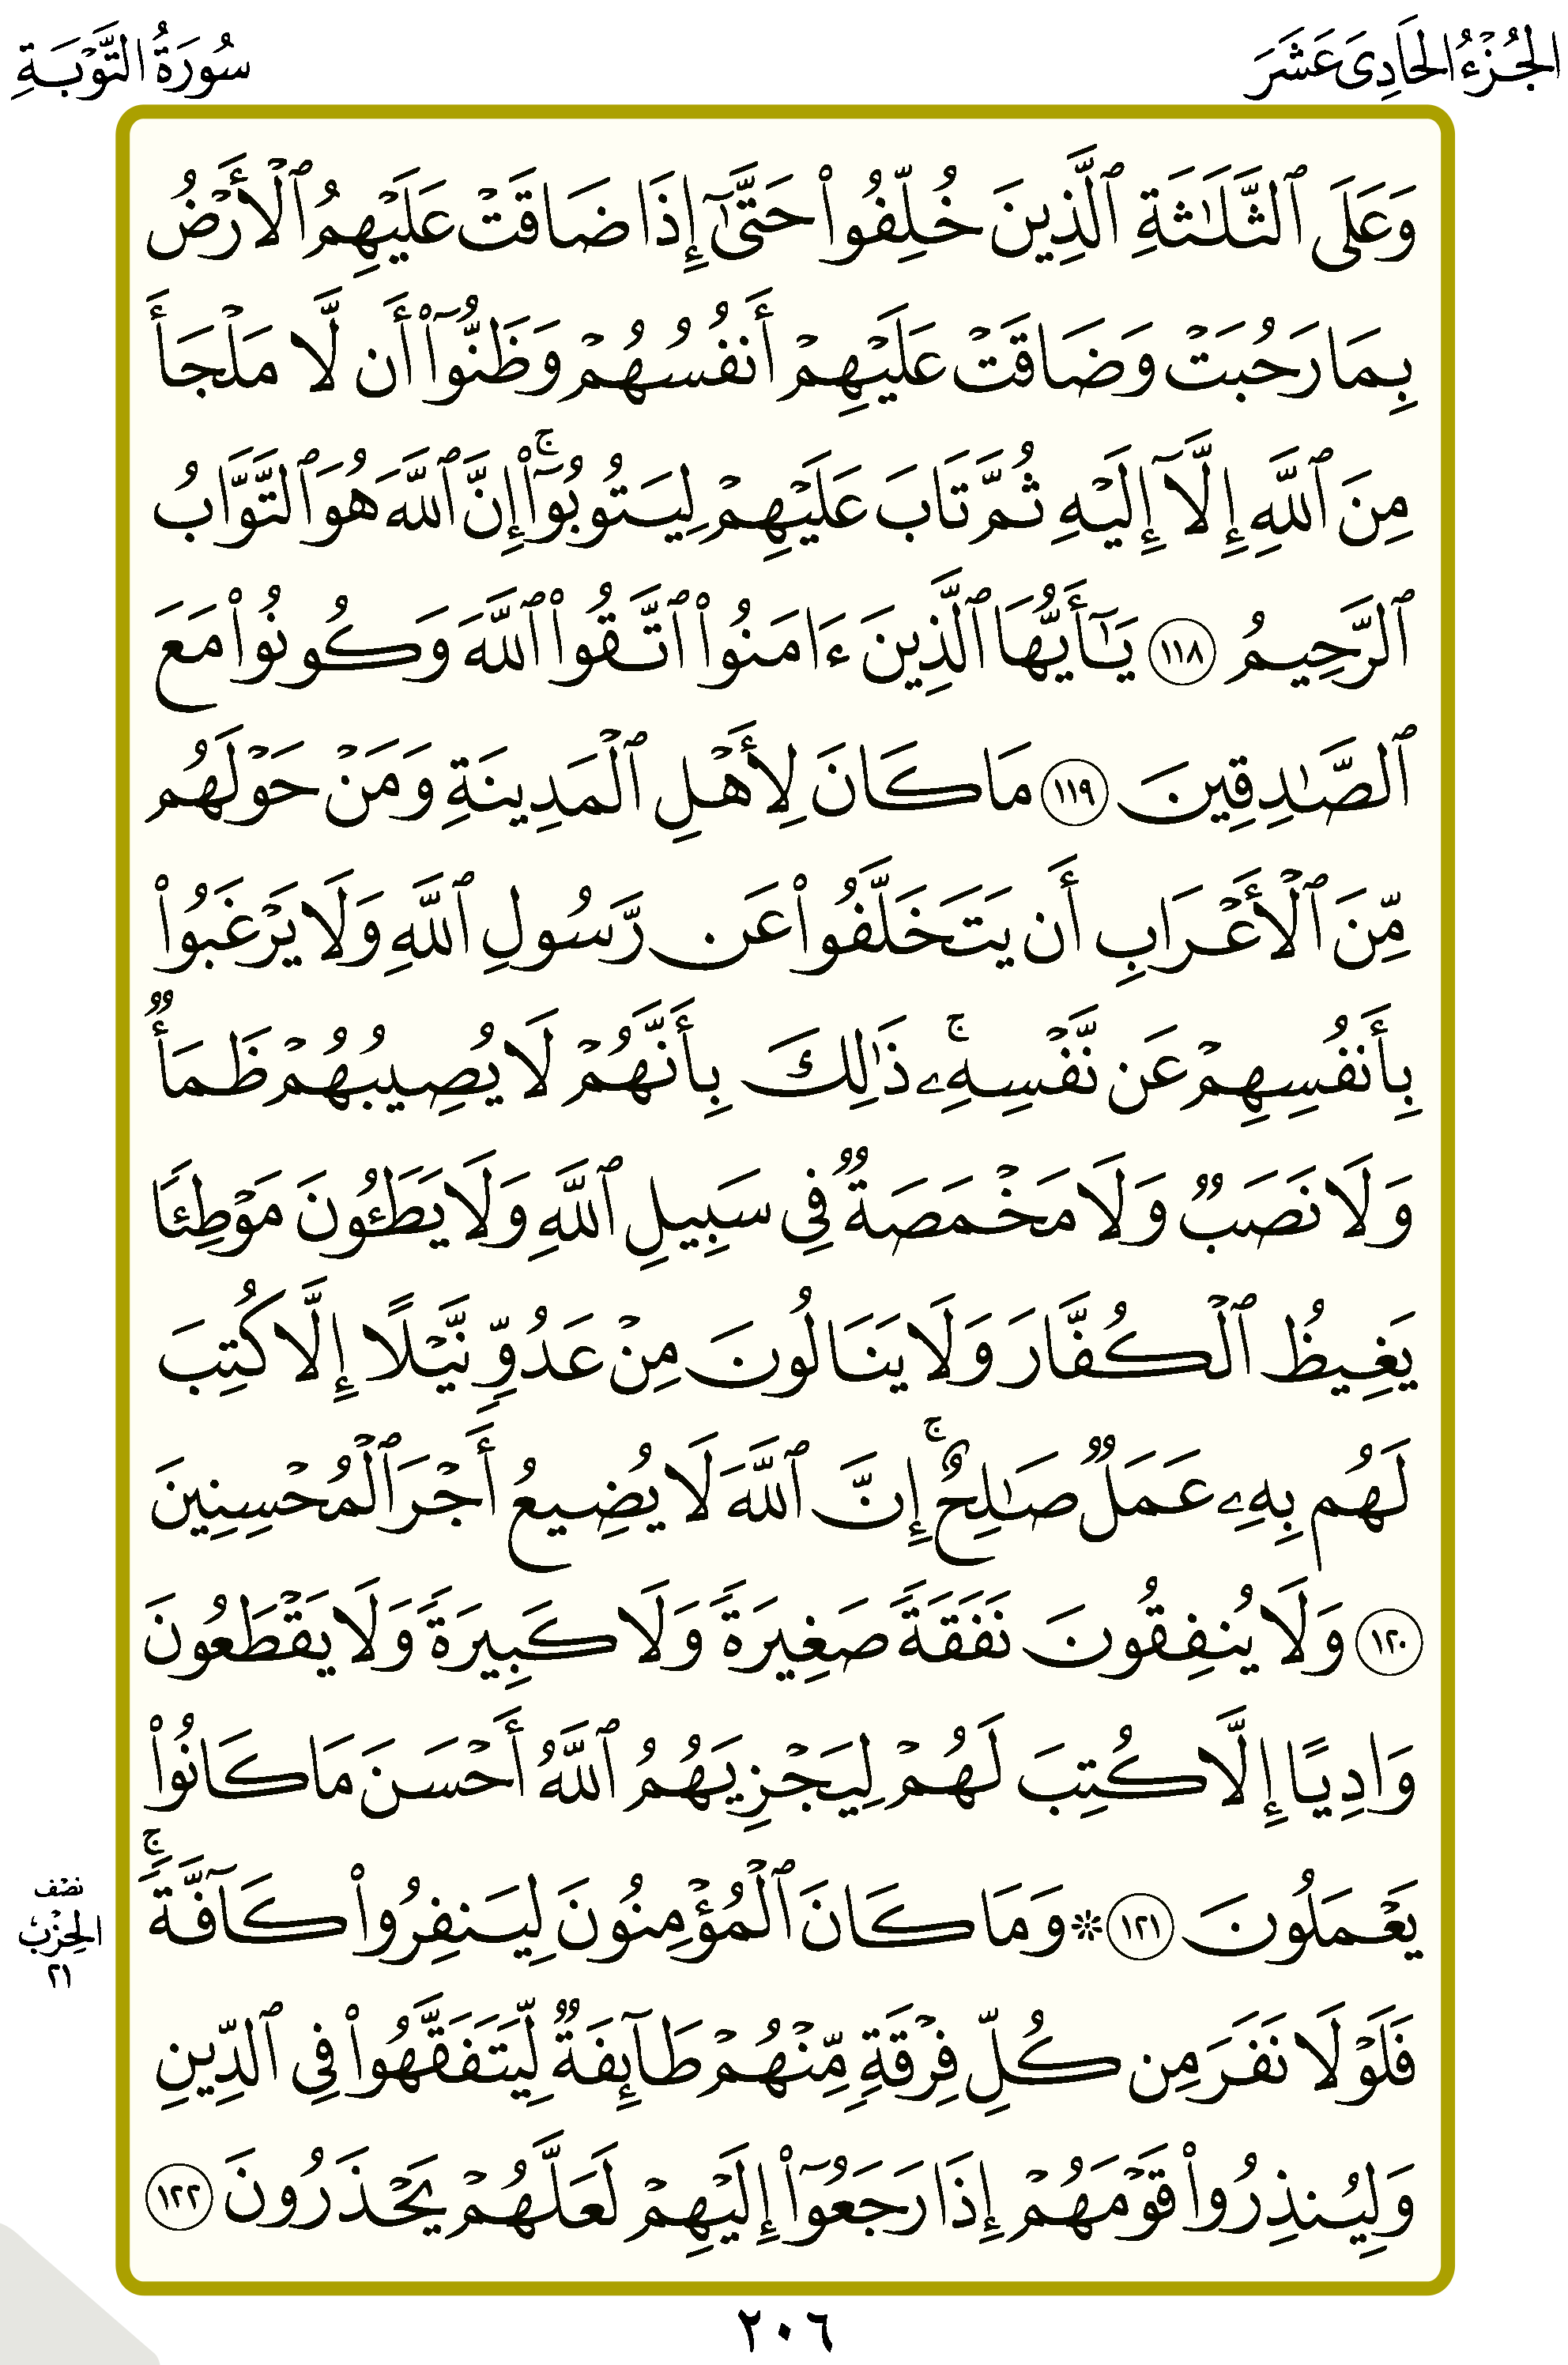 الجُزْءُ الحَادِىَ عَشَرَ
سُورَةُ التَّوْبَةِ
وَعَلَى ٱلثَّلَٰثَةِ ٱلَّذِينَ خُلِّفُوا۟ حَتَّىٰٓ إِذَا ضَاقَتْ عَلَيْهِمُ ٱلْأَرْضُ
بِمَا رَحُبَتْ وَضَاقَتْ عَلَيْهِمْ أَنفُسُهُمْ وَظَنُّوٓا۟ أَن لَّا مَلْجَأَ
مِنَ ٱللَّهِ إِلَّآ إِلَيْهِ ثُمَّ تَابَ عَلَيْهِمْ لِيَتُوبُوٓا۟ ۚ إِنَّ ٱللَّهَ هُوَ ٱلتَّوَّابُ
ٱلرَّحِيمُ ١١٨ يَٰٓأَيُّهَا ٱلَّذِينَ ءَامَنُوا۟ ٱتَّقُوا۟ ٱللَّهَ وَكُونُوا۟ مَعَ
ٱلصَّٰدِقِينَ ١١٩ مَا كَانَ لِأَهْلِ ٱلْمَدِينَةِ وَمَنْ حَوْلَهُم
مِّنَ ٱلْأَعْرَابِ أَن يَتَخَلَّفُوا۟ عَن رَّسُولِ ٱللَّهِ وَلَا يَرْغَبُوا۟
بِأَنفُسِهِمْ عَن نَّفْسِهِۦ ۚ ذَٰلِكَ بِأَنَّهُمْ لَا يُصِيبُهُمْ ظَمَأٌ
وَلَا نَصَبٌ وَلَا مَخْمَصَةٌ فِى سَبِيلِ ٱللَّهِ وَلَا يَطَـُٔونَ مَوْطِئًا
يَغِيظُ ٱلْكُفَّارَ وَلَا يَنَالُونَ مِنْ عَدُوٍّ نَّيْلًا إِلَّا كُتِبَ
لَهُم بِهِۦ عَمَلٌ صَٰلِحٌ ۚ إِنَّ ٱللَّهَ لَا يُضِيعُ أَجْرَ ٱلْمُحْسِنِينَ
١٢٠ وَلَا يُنفِقُونَ نَفَقَةً صَغِيرَةً وَلَا كَبِيرَةً وَلَا يَقْطَعُونَ
وَادِيًا إِلَّا كُتِبَ لَهُمْ لِيَجْزِيَهُمُ ٱللَّهُ أَحْسَنَ مَا كَانُوا۟
يَعْمَلُونَ ١٢١ ۞ وَمَا كَانَ ٱلْمُؤْمِنُونَ لِيَنفِرُوا۟ كَآفَّةً ۚ
فَلَوْلَا نَفَرَ مِن كُلِّ فِرْقَةٍ مِّنْهُمْ طَآئِفَةٌ لِّيَتَفَقَّهُوا۟ فِى ٱلدِّينِ
وَلِيُنذِرُوا۟ قَوْمَهُمْ إِذَا رَجَعُوٓا۟ إِلَيْهِمْ لَعَلَّهُمْ يَحْذَرُونَ ١٢٢
نصْف
الحِزْبُ
٢١
٢٠٦